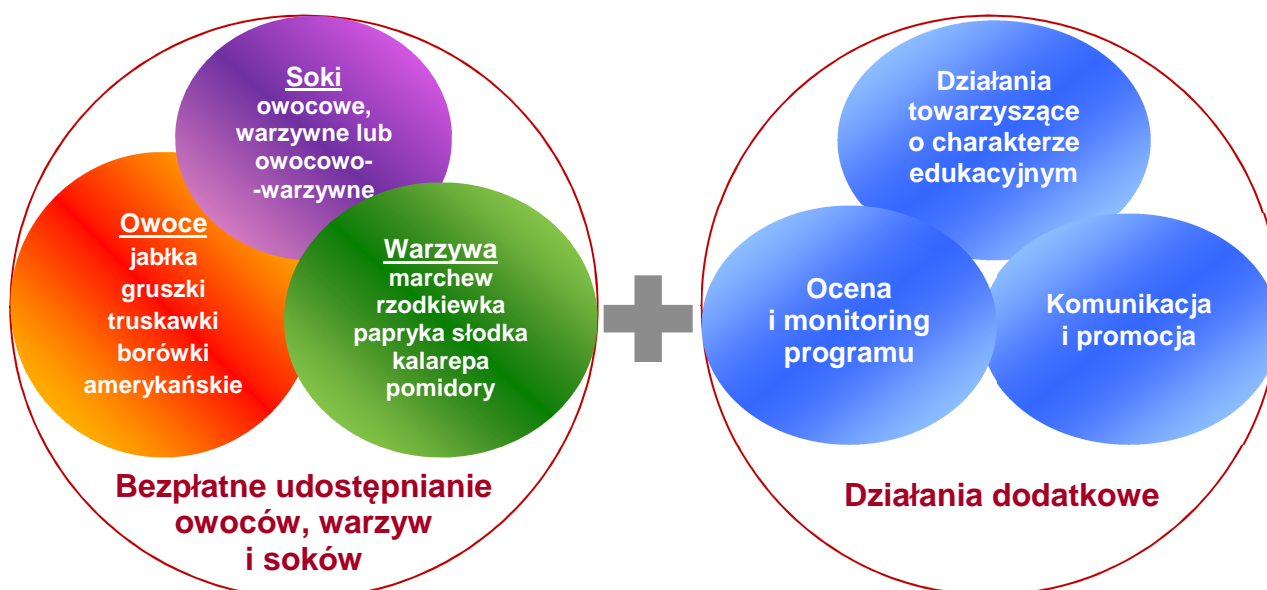 Soki
owocowe,
warzywne lub
owocowo-
-warzywne
Owoce
jabłka
gruszki
truskawki
borówki
amerykańskie
Warzywa
marchew
rzodkiewka
papryka słodka
kalarepa
pomidory
Bezpłatne udostępnianie
owoców, warzyw
i soków
Działania
towarzyszące
o charakterze
edukacyjnym
Ocena
i monitoring
programu
Komunikacja
i promocja
Działania dodatkowe